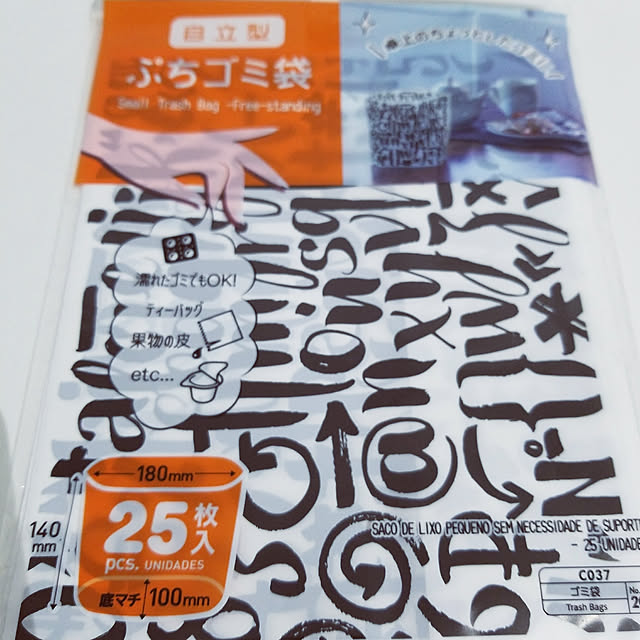 自立型
ぷちゴミ袋
Small Trash Bag -free-standing
濡れたゴミでもOK!
ティーバッグ
果物の皮
etc...
180mm
25枚入
pcs. UNIDADES
140
mm
底マチ 100mm
SACO DE LIXO PEQUENO SEM NECESSIDADE DE SUPORT
- 25 UNIDADE
C037
ゴミ袋
Trash Bags
No.